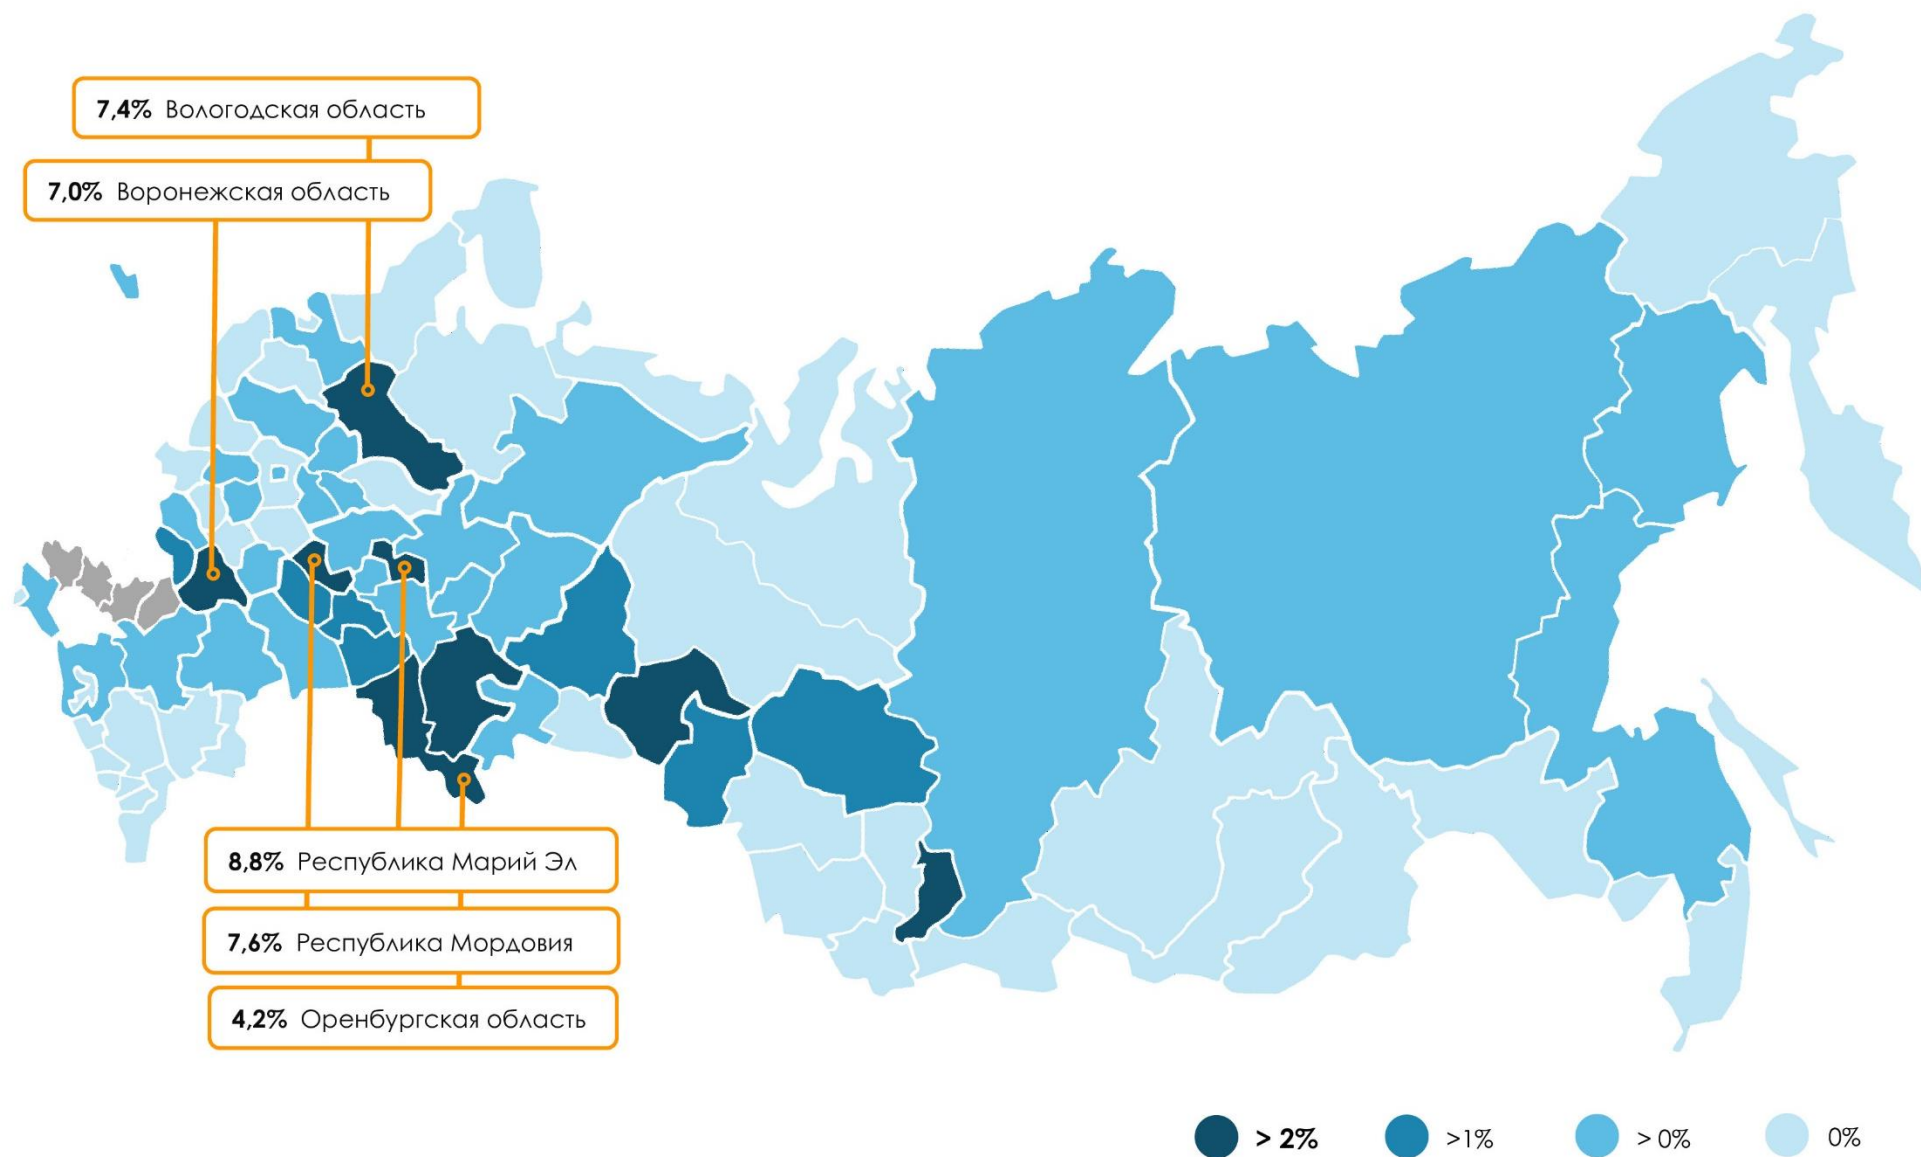 7,4% Вологодская область
7,0% Воронежская область
8,8% Республика Марий Эл
7,6% Республика Мордовия
4,2% Оренбургская область
> 2% >1% > 0% 0%